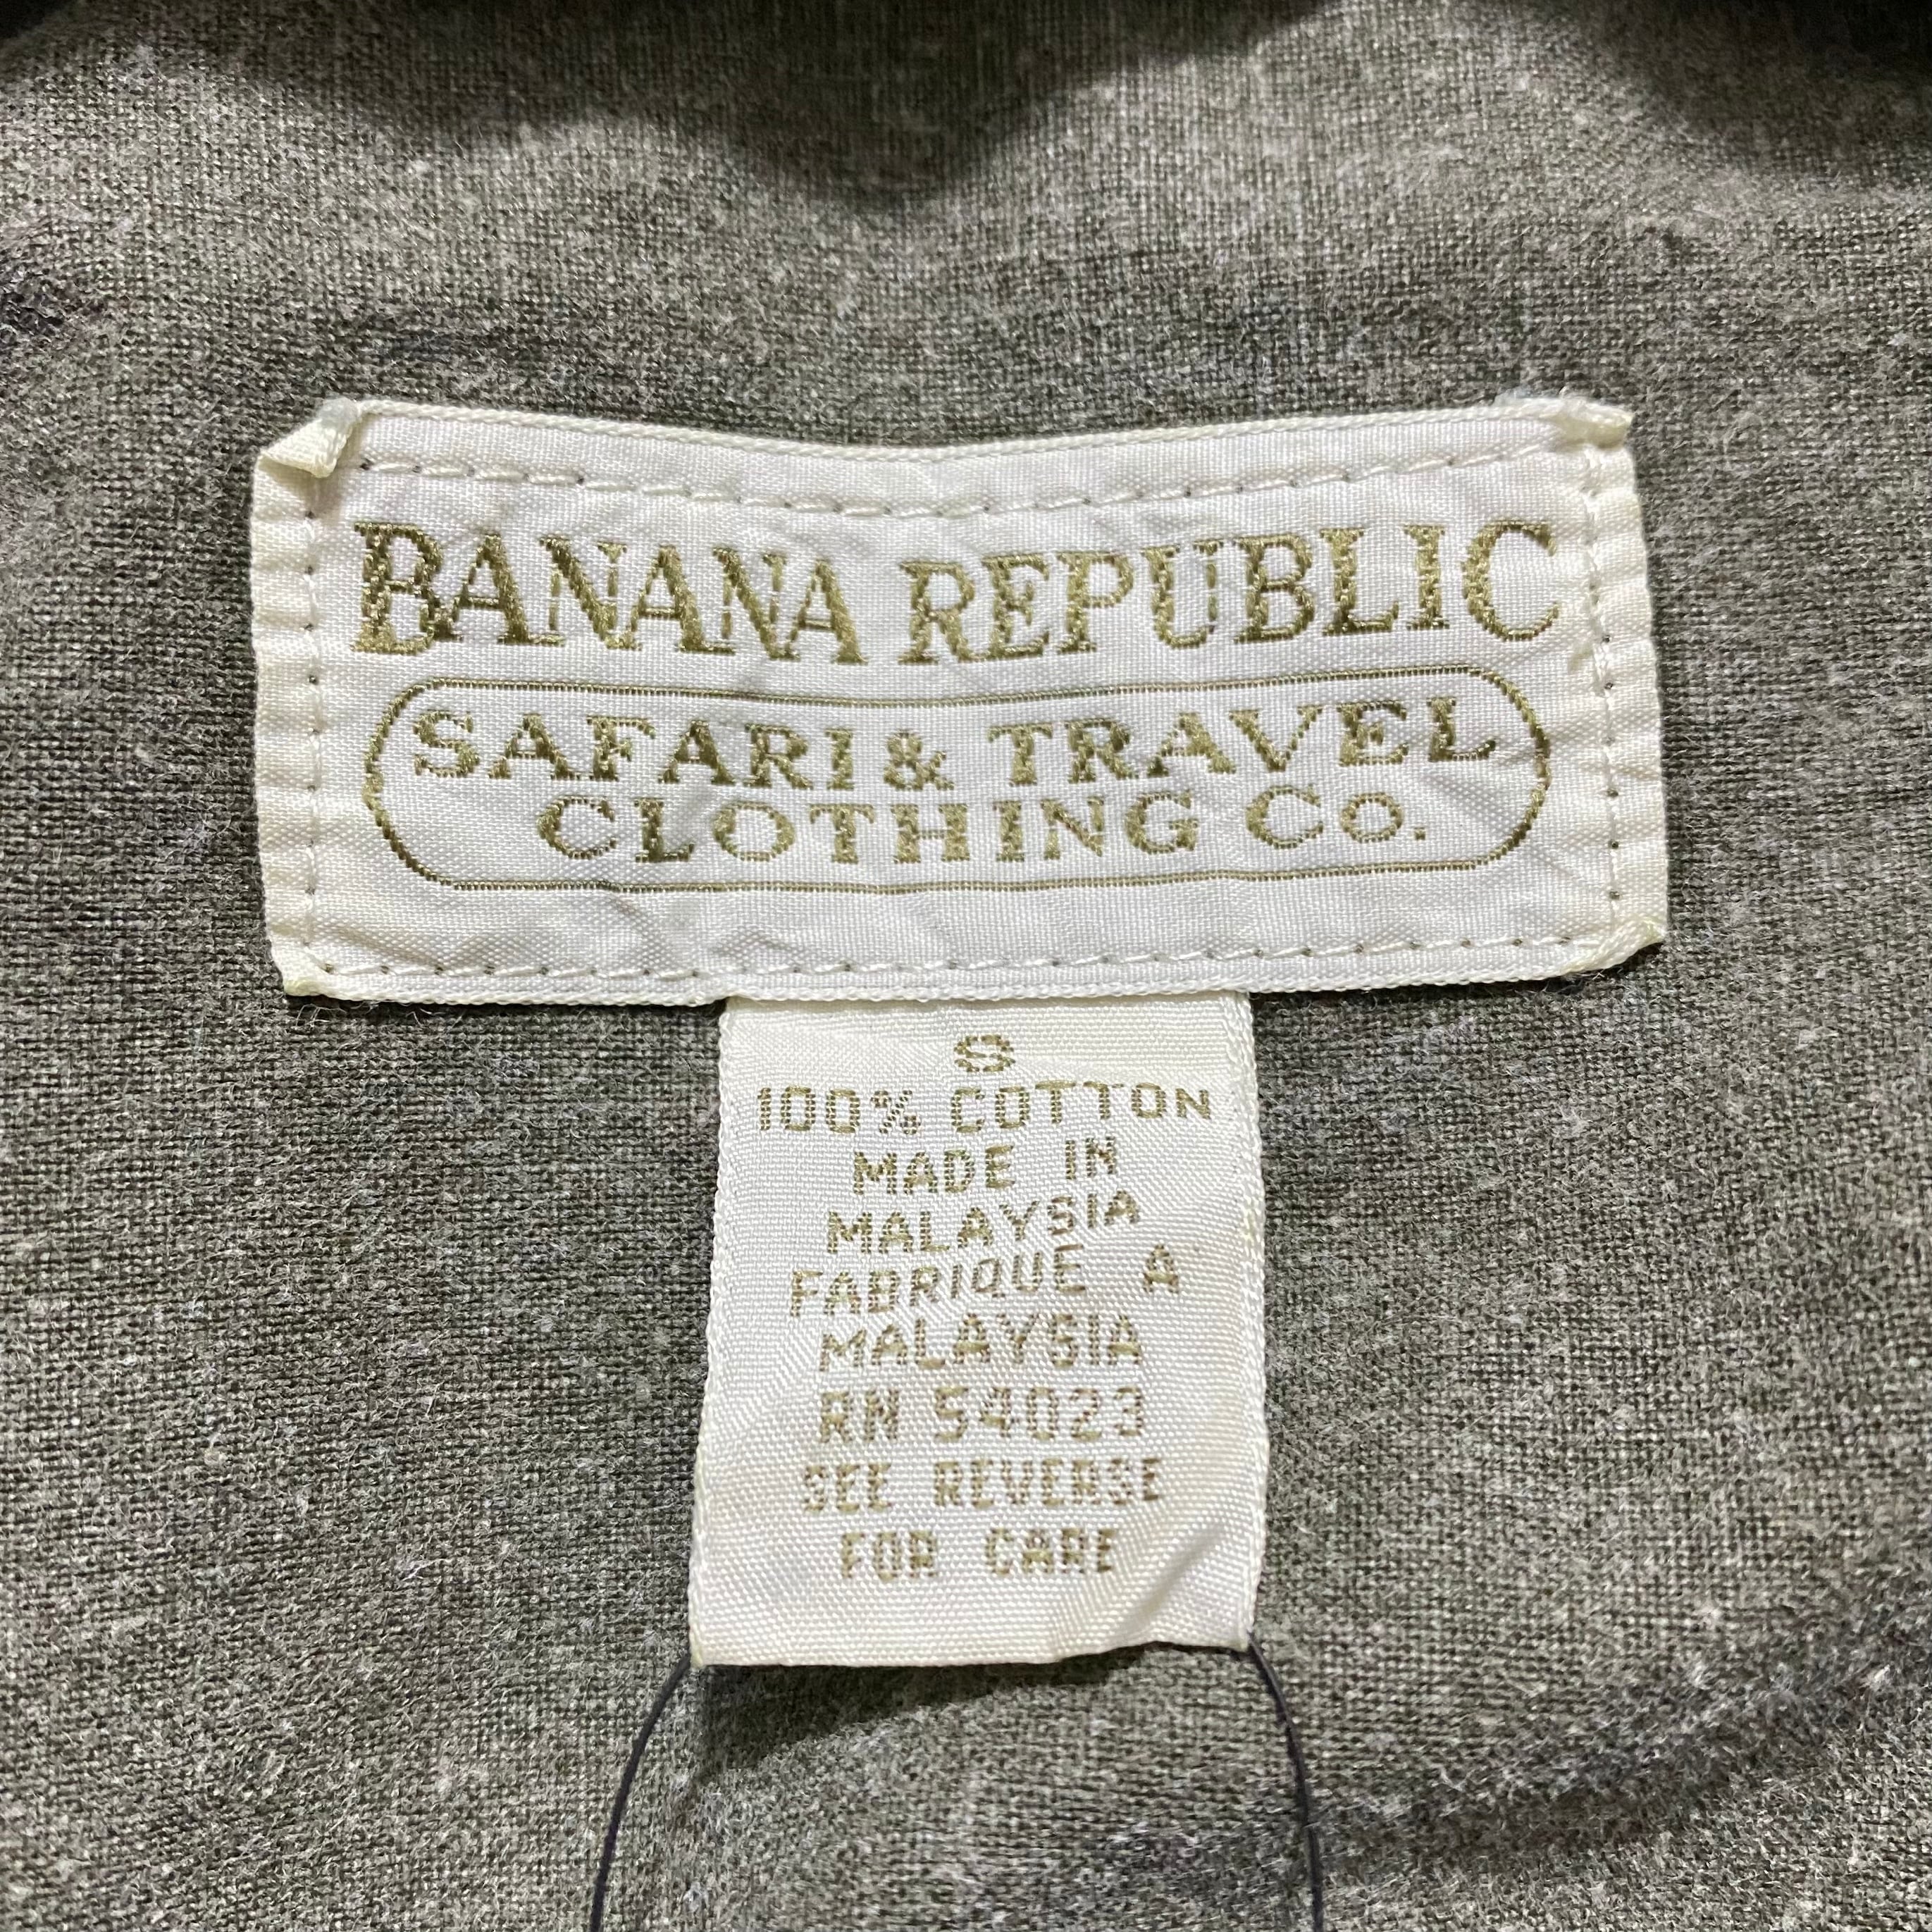 BANANA REPUBLIC
SAFARI & TRAVEL
CLOTHING CO.
S
100% COTTON
MADE IN
MALAYSIA
FABRIQUE A
MALAYSIA
RN 54023
SEE REVERSE
FOR CARE